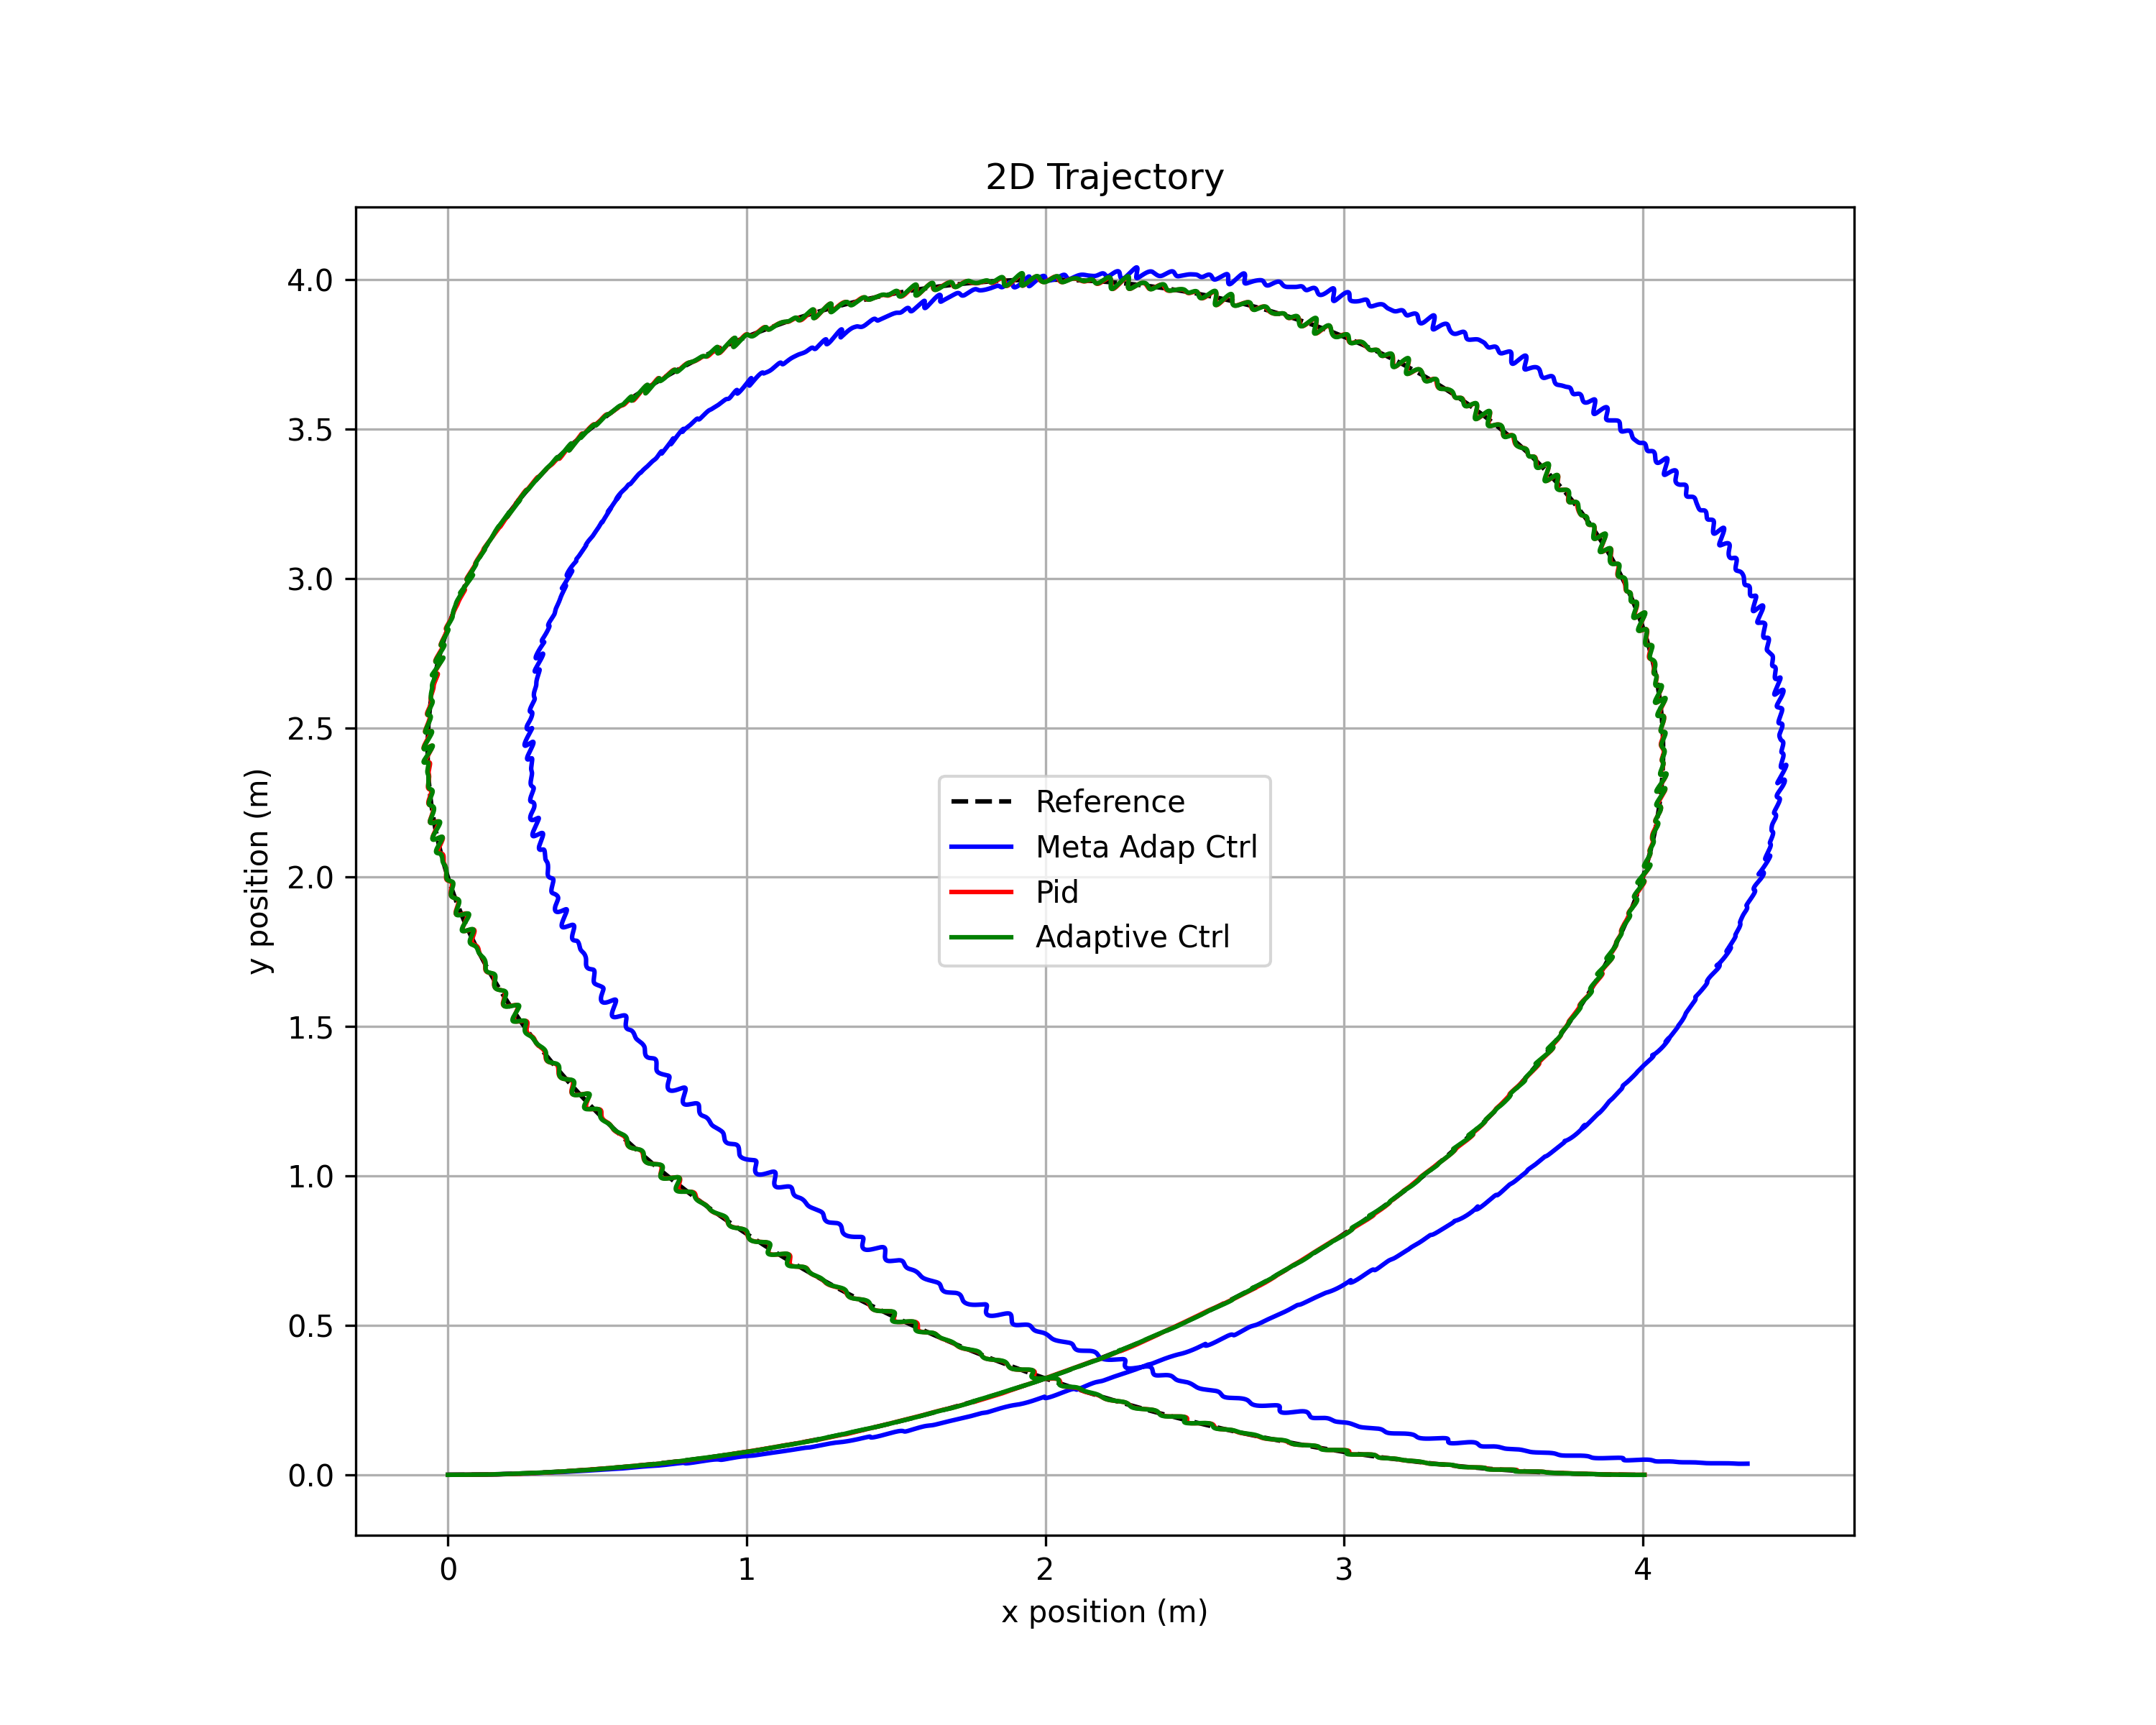 2D Trajectory
4.0
3.5
3.0
2.5
2.0
1.5
1.0
0.5
0.0
y position (m)
Reference
Meta Adap Ctrl
Pid
Adaptive Ctrl
0 1 2 3 4
x position (m)